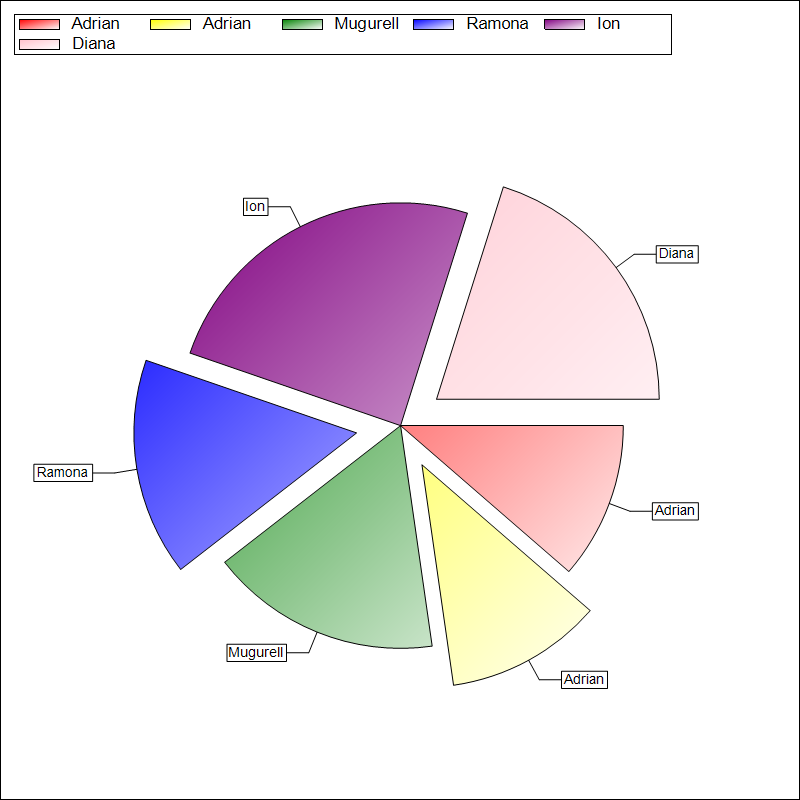 Adrian Adrian Mugurell Ramona Ion
Diana
Ion
Diana
Ramona
Adrian
Mugurell
Adrian